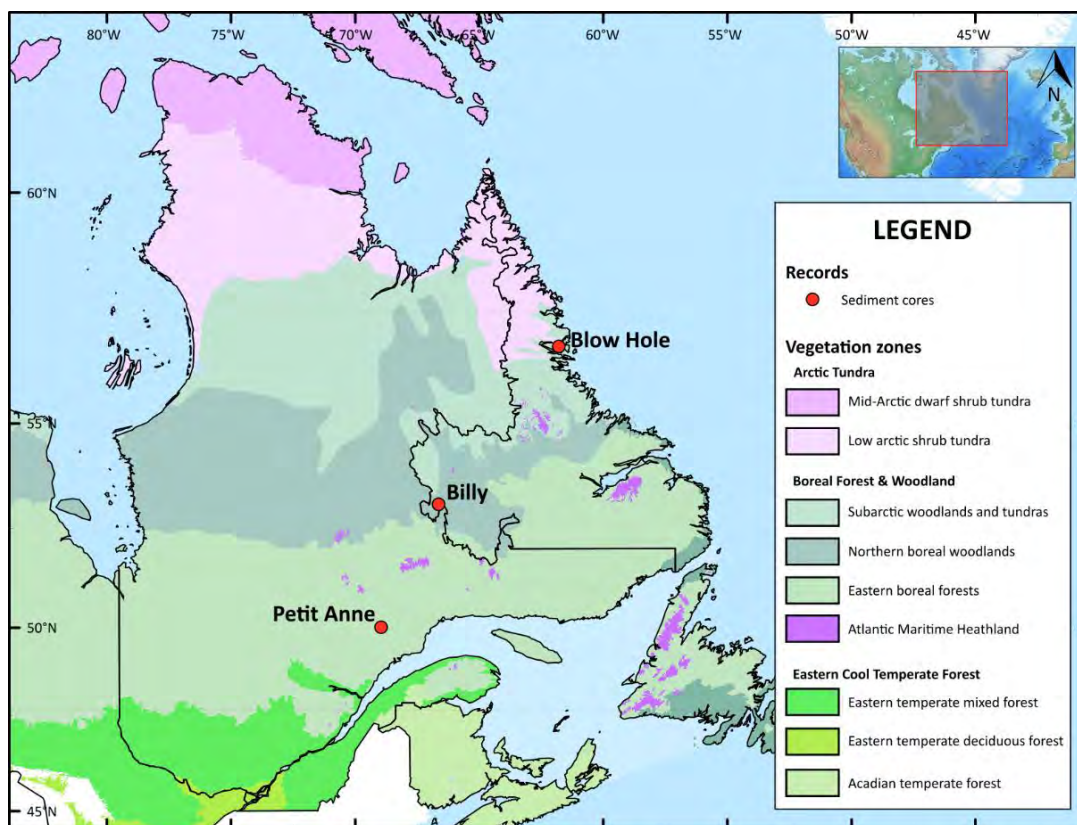 80°W 75°W 70°W 65°W 60°W 55°W 50°W 45°W
N
60°N
55°N
50°N
45°N
Blow Hole
Billy
Petit Anne
LEGEND
Records
Sediment cores
Vegetation zones
Arctic Tundra
Mid-Arctic dwarf shrub tundra
Low arctic shrub tundra
Boreal Forest & Woodland
Subarctic woodlands and tundras
Northern boreal woodlands
Eastern boreal forests
Atlantic Maritime Heathland
Eastern Cool Temperate Forest
Eastern temperate mixed forest
Eastern temperate deciduous forest
Acadian temperate forest